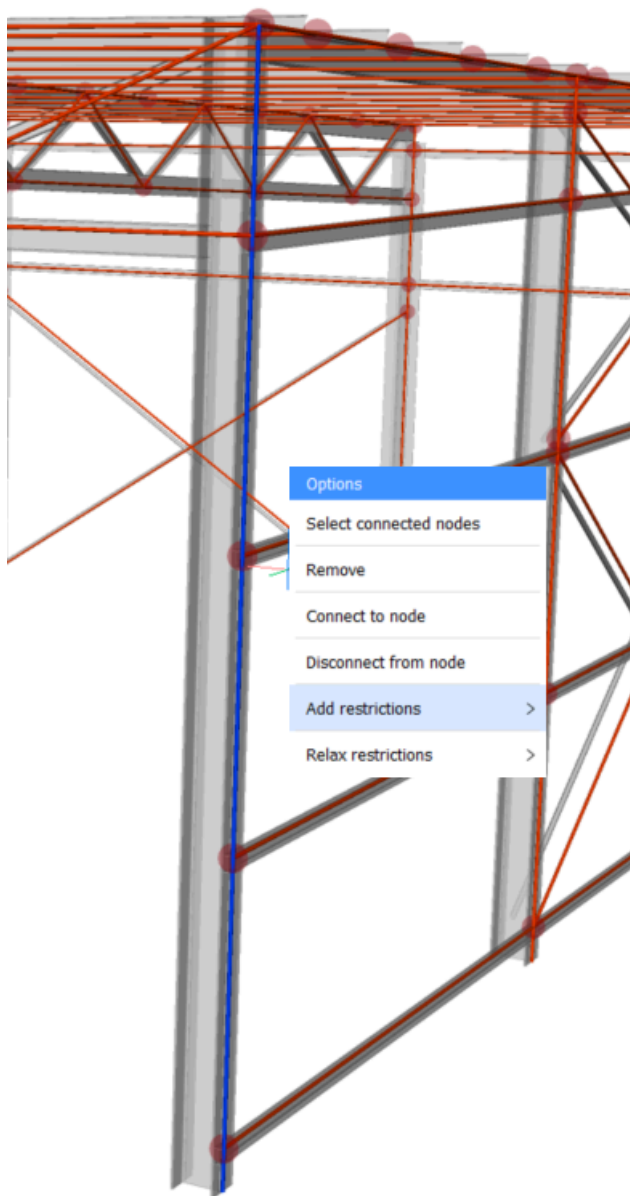 Options
Select connected nodes
Remove
Connect to node
Disconnect from node
Add restrictions >
Relax restrictions >